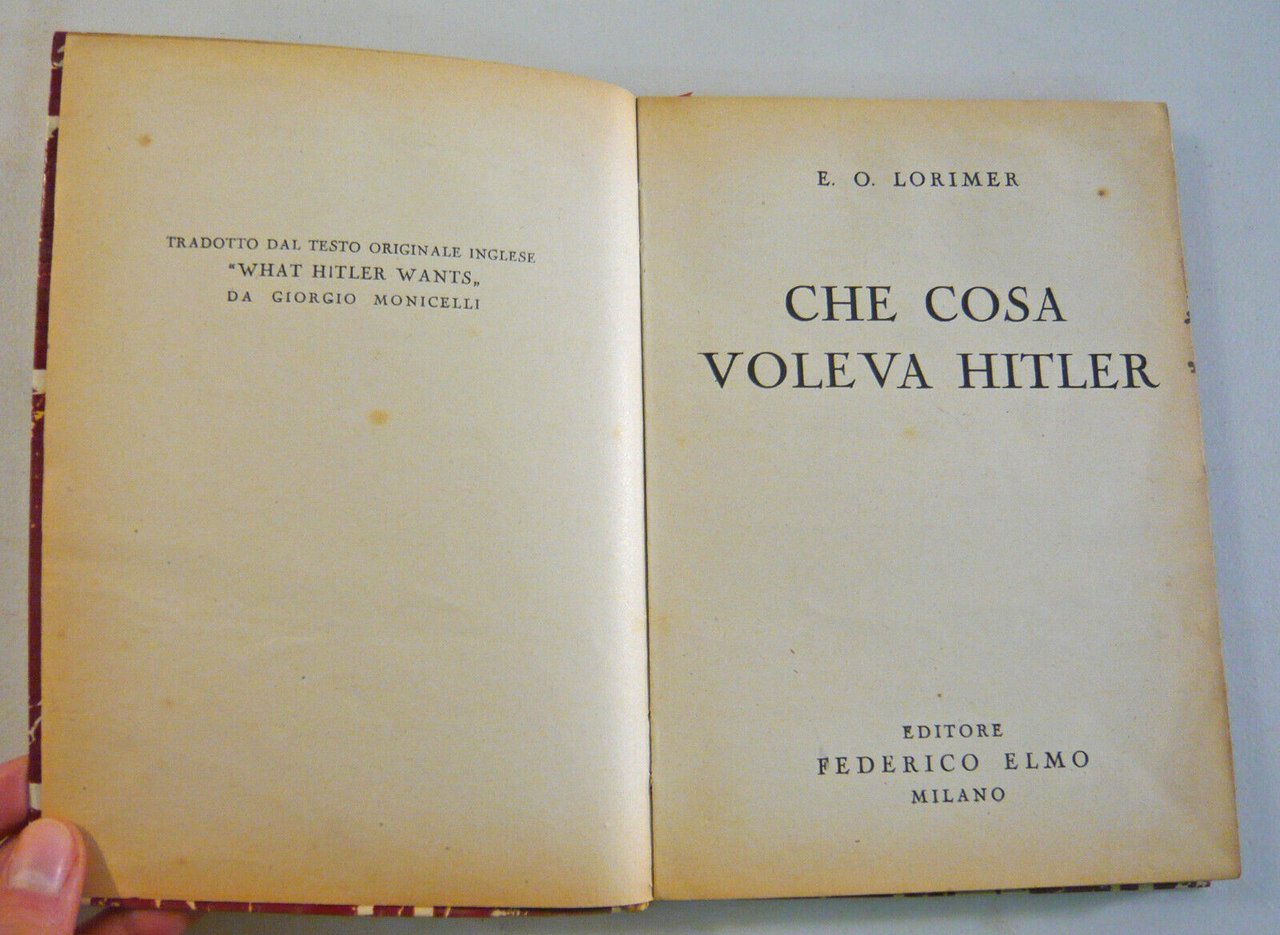 TRADOTTO DAL TESTO ORIGINALE INGLESE
“WHAT HITLER WANTS„
DA GIORGIO MONICELLI
E. O. LORIMER
CHE COSA
VOLEVA HITLER
EDITORE
FEDERICO ELMO
MILANO